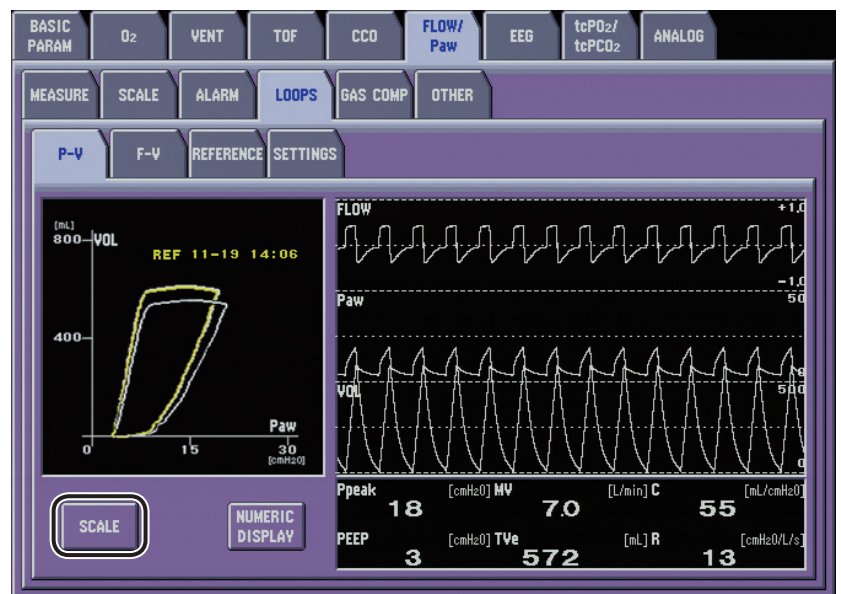 BASIC PARAM O2 VENT TOF CCO FLOW/ Paw EEG tcPO2/ tcPCO2 ANALOG
MEASURE SCALE ALARM LOOPS GAS COMP OTHER
P-V F-V REFERENCE SETTINGS
[mL]
800 VOL
REF 11-19 14:06
400
Paw
0 15 30
[cmH2O]
FLOW +1.0
-1.0
Paw 50
0
VOL 500
0
Ppeak 18 [cmH2O] MV 7.0 [L/min] C 55 [mL/cmH2O]
PEEP 3 [cmH2O] TVe 572 [mL] R 13 [cmH2O/L/s]
SCALE
NUMERIC
DISPLAY